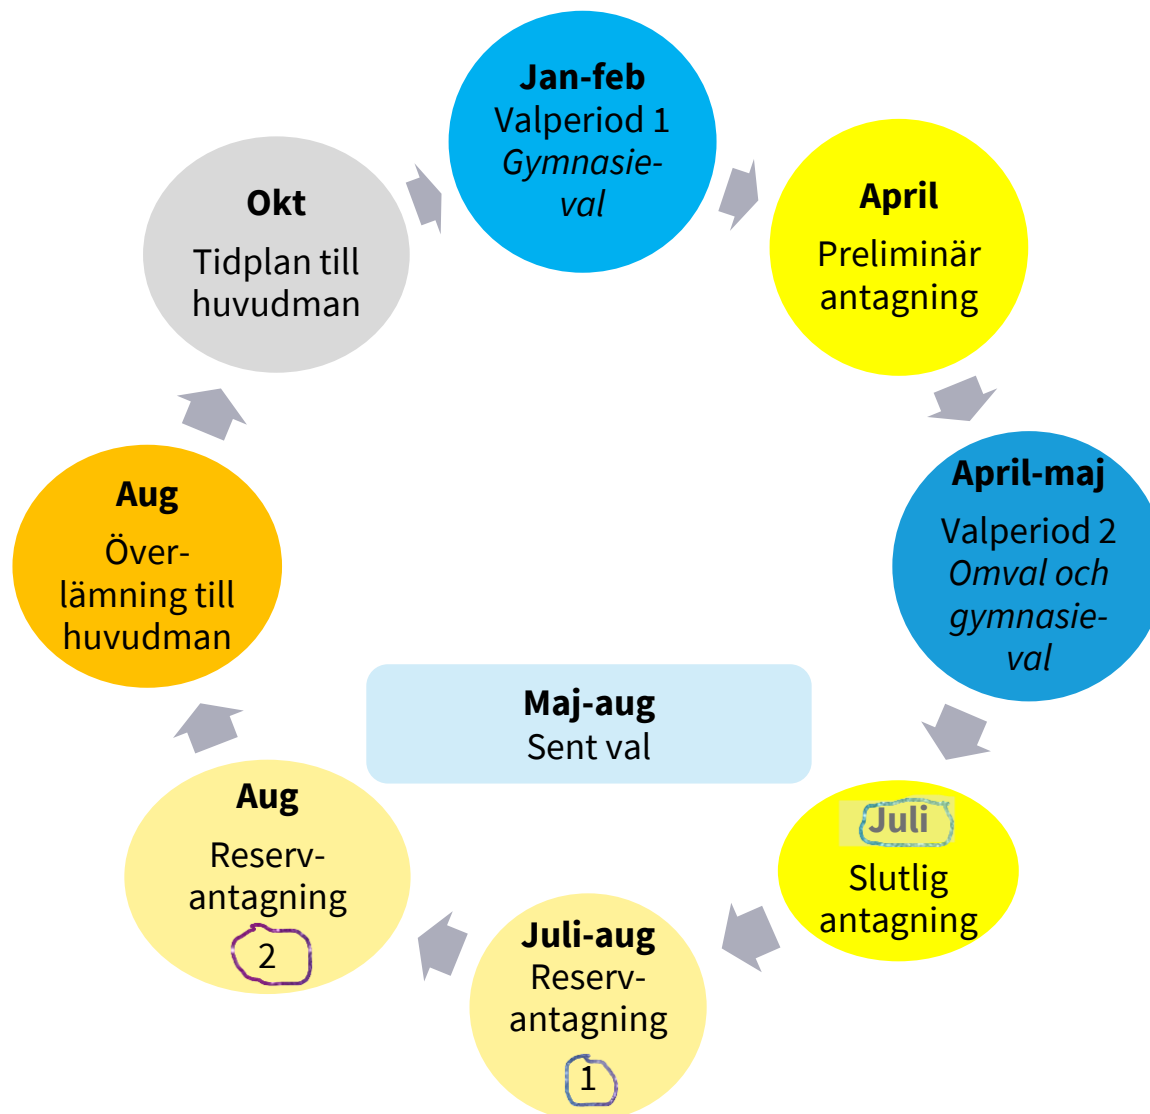 Jan-feb
Valperiod 1
Gymnasie-
val
April
Preliminär
antagning
April-maj
Valperiod 2
Omval och
gymnasie-
val
Juli
Slutlig
antagning
Juli-aug
Reserv-
antagning
1
Aug
Reserv-
antagning
2
Aug
Över-
lämning till
huvudman
Okt
Tidplan till
huvudman
Maj-aug
Sent val